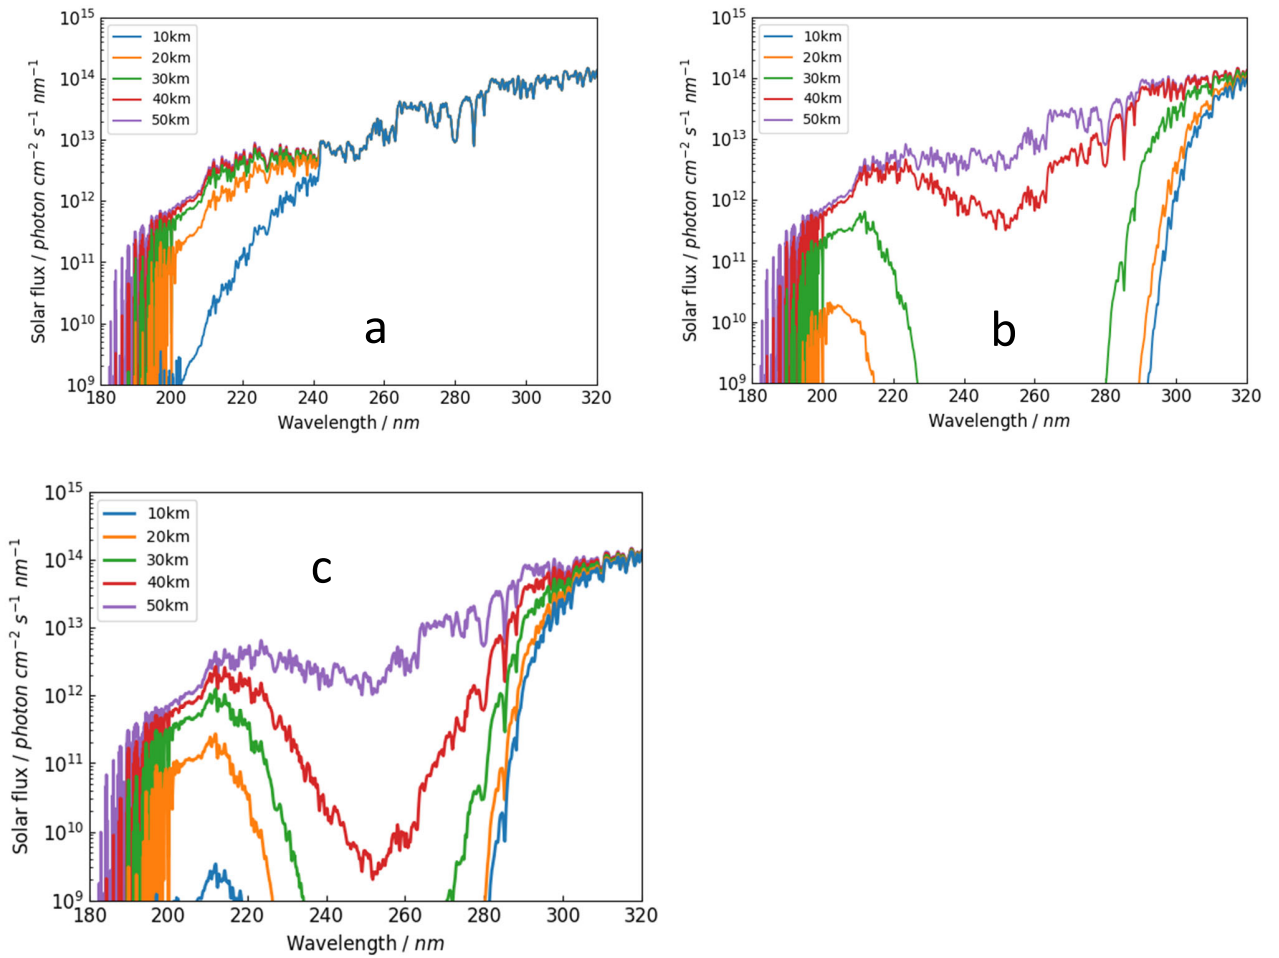 10¹⁵
10¹⁴
10¹³
10¹²
10¹¹
10¹⁰
10⁹
Solar flux / photon cm⁻² s⁻¹ nm⁻¹
10km
20km
30km
40km
50km
a
180 200 220 240 260 280 300 320
Wavelength / nm
10¹⁵
10¹⁴
10¹³
10¹²
10¹¹
10¹⁰
10⁹
Solar flux / photon cm⁻² s⁻¹ nm⁻¹
10km
20km
30km
40km
50km
b
180 200 220 240 260 280 300 320
Wavelength / nm
10¹⁵
10¹⁴
10¹³
10¹²
10¹¹
10¹⁰
10⁹
Solar flux / photon cm⁻² s⁻¹ nm⁻¹
10km
20km
30km
40km
50km
c
180 200 220 240 260 280 300 320
Wavelength / nm